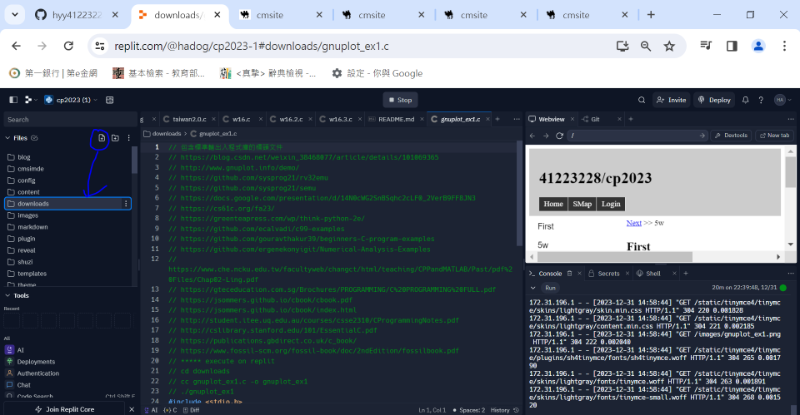 hyy4122322
downloads/
cmsite
cmsite
cmsite
cmsite
replit.com/@hadog/cp2023-1#downloads/gnuplot_ex1.c
第一銀行 | 第e金網
基本檢索 - 教育部...
<真摯> 辭典檢視 -...
設定 - 你與 Google
cp2023 (1)
Stop
Invite
Deploy
Search
Files
blog
cmsimde
config
content
downloads
images
markdown
plugin
reveal
shuzi
templates
theme
Tools
Recent
All
AI
Deployments
Authentication
Chat
Code Search
Ctrl Shift F
Join Replit Core
taiwan2.0.c
w16.c
w16.2.c
w16.3.c
README.md
gnuplot_ex1.c
downloads > gnuplot_ex1.c
1 // 包含標準輸出入程式庫的標頭文件
2 // https://blog.csdn.net/weixin_38468077/article/details/101069365
3 // http://www.gnuplot.info/demo/
4 // https://github.com/sysprog21/rv32emu
5 // https://github.com/sysprog21/semu
7 // https://cs61c.org/fa23/
8 // https://greenteapress.com/wp/think-python-2e/
9 // https://github.com/ecalvadi/c99-examples
10 // https://github.com/gouravthakur39/beginners-C-program-examples
11 // https://github.com/ergenekonyigit/Numerical-Analysis-Examples
12 //
https://www.che.ncku.edu.tw/facultyweb/changct/html/teaching/CPPandMATLAB/Past/pdf%20Files/Chap02-Ling.pdf
13 // https://gteceducation.com.sg/Brochures/PROGRAMMING/C%20PROGRAMMING%20FULL.pdf
14 // https://jsommers.github.io/cbook/cbook.pdf
15 // https://jsommers.github.io/cbook/index.html
16 // http://student.itee.uq.edu.au/courses/csse2310/CProgrammingNotes.pdf
17 // http://cslibrary.stanford.edu/101/EssentialC.pdf
18 // https://publications.gbdirect.co.uk/c_book/
19 // https://www.fossil-scm.org/fossil-book/doc/2ndEdition/fossilbook.pdf
20 // ***** execute on replit
21 // cd downloads
22 // cc gnuplot_ex1.c -o gnuplot_ex1
23 // ./gnuplot_ex1
24 #include <stdio.h>
AI
C
Diff
Ln 1, Col 1
Spaces: 2
History
Webview
Git
/
Devtools
New tab
41223228/cp2023
Home
SMap
Login
First
5w
Next >> 5w
First
Console
Secrets
Shell
Run
20m on 22:39:48, 12/31
172.31.196.1 - - [2023-12-31 14:58:44] "GET /static/tinymce4/tinymce/skins/lightgray/skin.min.css HTTP/1.1" 304 220 0.001828
172.31.196.1 - - [2023-12-31 14:58:44] "GET /static/tinymce4/tinymce/skins/lightgray/content.min.css HTTP/1.1" 304 221 0.002185
172.31.196.1 - - [2023-12-31 14:58:44] "GET /images/gnuplot_ex1.png HTTP/1.1" 304 222 0.002049
172.31.196.1 - - [2023-12-31 14:58:44] "GET /static/tinymce4/tinymce/plugins/sh4tinymce/fonts/sh4tinymce.woff HTTP/1.1" 304 265 0.001790
172.31.196.1 - - [2023-12-31 14:58:44] "GET /static/tinymce4/tinymce/skins/lightgray/fonts/tinymce.woff HTTP/1.1" 304 263 0.001891
172.31.196.1 - - [2023-12-31 14:58:44] "GET /static/tinymce4/tinymce/skins/lightgray/fonts/tinymce-small.woff HTTP/1.1" 304 268 0.001520